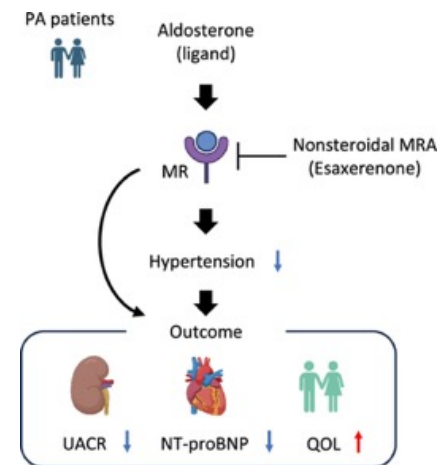 PA patients
Aldosterone
(ligand)
MR
Nonsteroidal MRA
(Esaxerenone)
Hypertension
Outcome
UACR
NT-proBNP
QOL